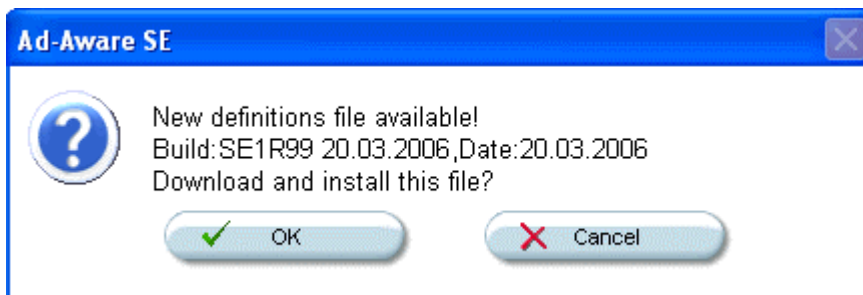 Ad-Aware SE
New definitions file available!
Build:SE1R99 20.03.2006,Date:20.03.2006
Download and install this file?
OK
Cancel